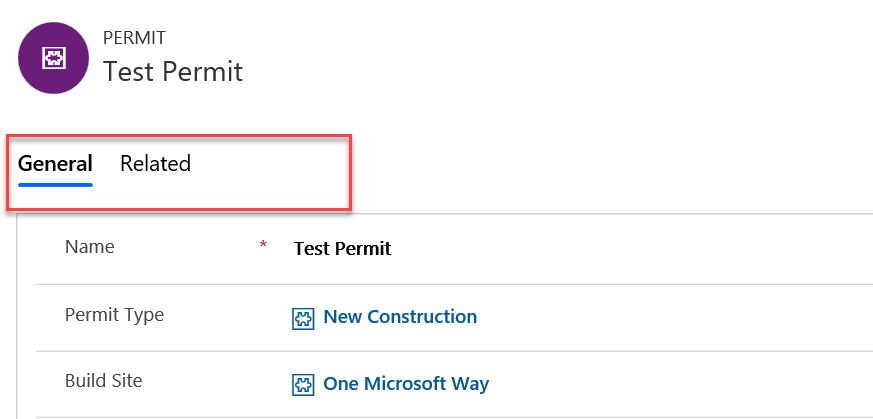 PERMIT
Test Permit
General Related
Name * Test Permit
Permit Type New Construction
Build Site One Microsoft Way